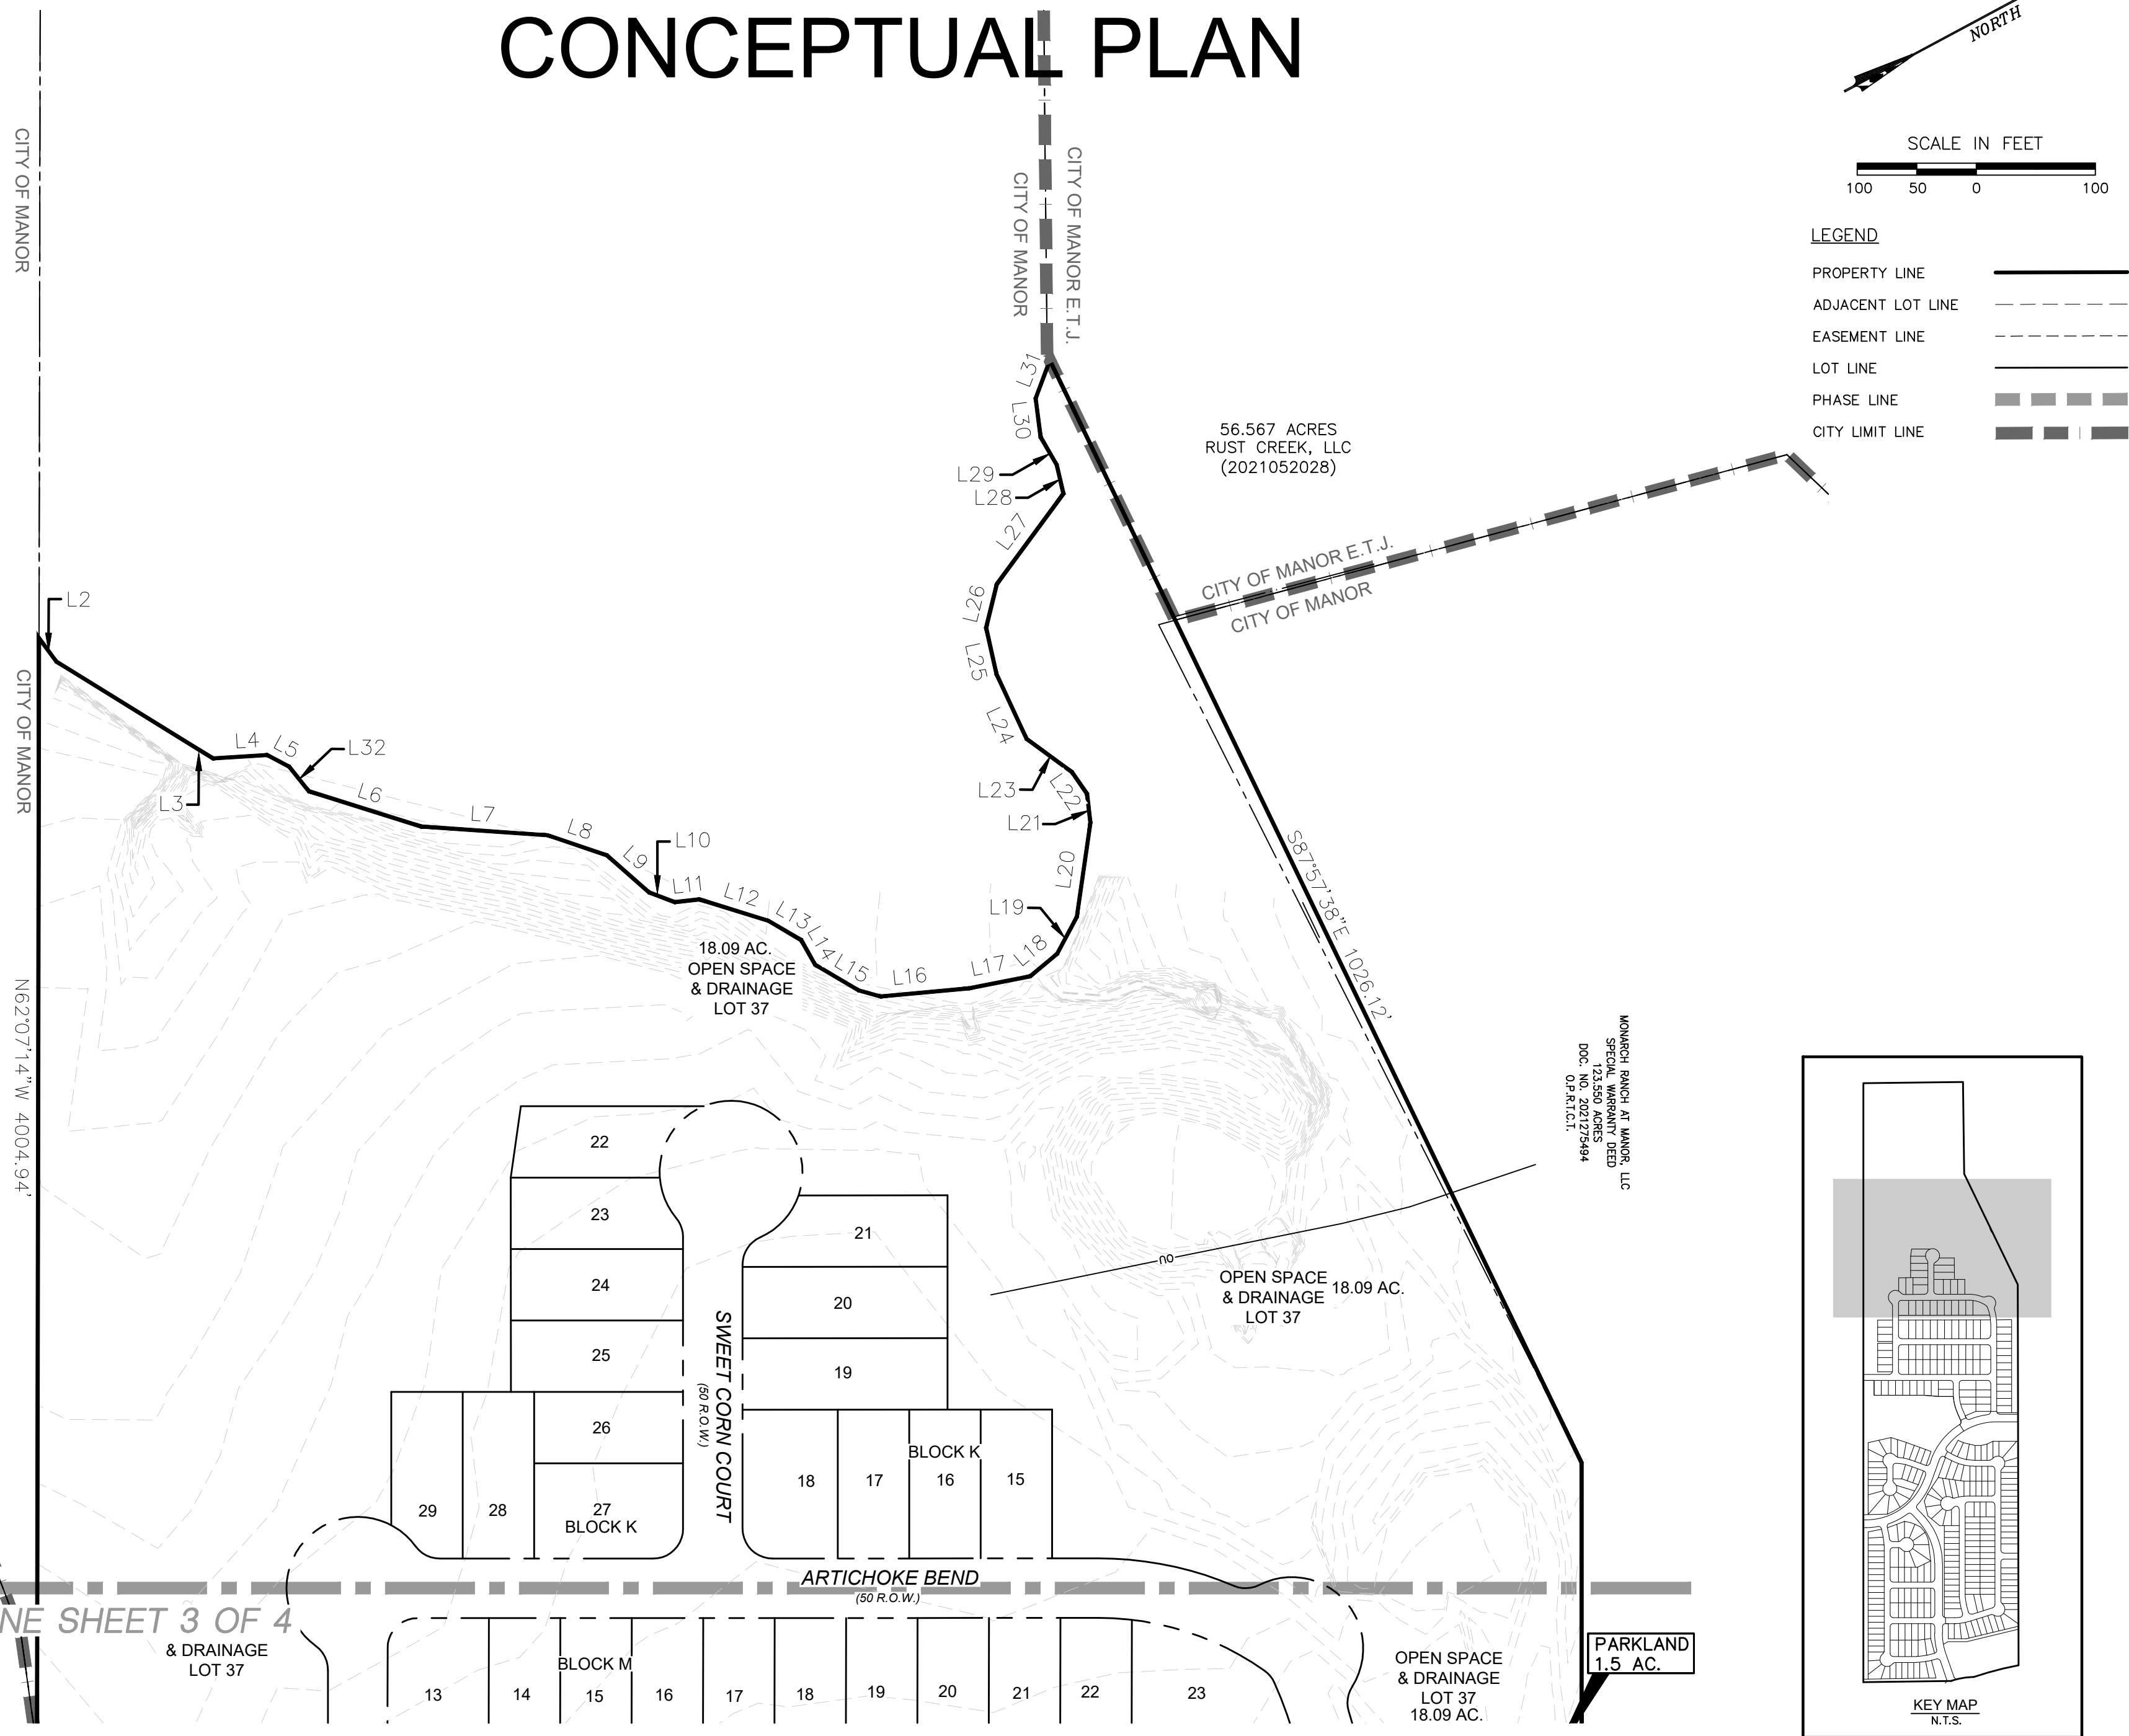 CONCEPTUAL PLAN
NORTH
SCALE IN FEET
100 50 0 100
LEGEND
PROPERTY LINE
ADJACENT LOT LINE
EASEMENT LINE
LOT LINE
PHASE LINE
CITY LIMIT LINE
CITY OF MANOR
CITY OF MANOR
CITY OF MANOR E.T.J.
L31
L30
L29
L28
L27
L26
L25
L24
L23
L22
L21
L20
L19
L18
L17
L16
L15
L14
L13
L12
L11
L10
L9
L8
L7
L6
L32
L5
L4
L3
L2
56.567 ACRES
RUST CREEK, LLC
(2021052028)
CITY OF MANOR E.T.J.
CITY OF MANOR
CITY OF MANOR
N62°07'14"W 4004.94'
S87°57'38"E 1026.12'
18.09 AC.
OPEN SPACE
& DRAINAGE
LOT 37
MONARCH RANCH AT MANOR, LLC
SPECIAL WARRANTY DEED
123.550 ACRES
DOC. NO. 2021275494
O.P.R.T.C.T.
22
23
24
25
26
27
BLOCK K
28
29
21
20
19
18
17
BLOCK K
16
15
SWEET CORN COURT
(50 R.O.W.)
no
OPEN SPACE
& DRAINAGE
LOT 37
18.09 AC.
ARTICHOKE BEND
(50 R.O.W.)
NE SHEET 3 OF 4
& DRAINAGE
LOT 37
BLOCK M
13
14
15
16
17
18
19
20
21
22
23
OPEN SPACE
& DRAINAGE
LOT 37
18.09 AC.
PARKLAND
1.5 AC.
KEY MAP
N.T.S.